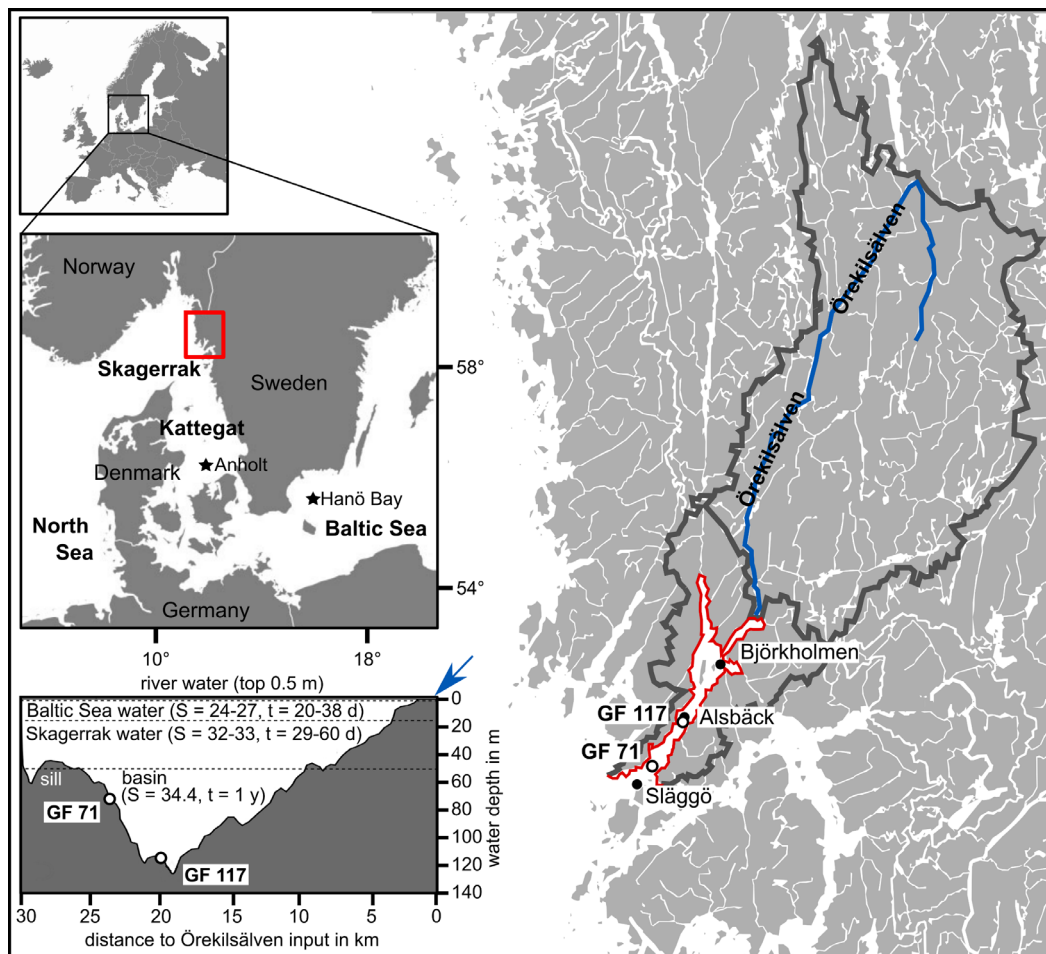 Norway
Skagerrak
Sweden
58°
Kattegat
Denmark
Anholt
Hanö Bay
North
Sea
Baltic Sea
54°
Germany
10°
18°
river water (top 0.5 m)
Baltic Sea water (S = 24-27, t = 20-38 d)
Skagerrak water (S = 32-33, t = 29-60 d)
sill
basin
(S = 34.4, t = 1 y)
GF 71
GF 117
0
20
40
60
80
100
120
140
water depth in m
30
25
20
15
10
5
0
distance to Örekilsälven input in km
Örekilsälven
Örekilsälven
Björkholmen
GF 117
Alsbäck
GF 71
Släggö